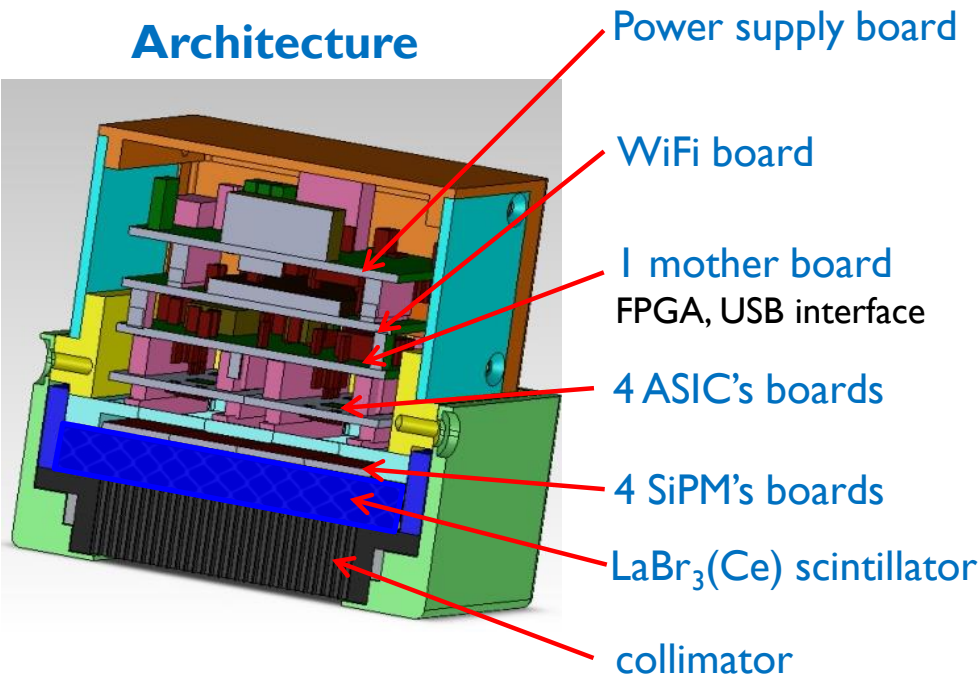 Architecture
Power supply board
WiFi board
1 mother board
FPGA, USB interface
4 ASIC's boards
4 SiPM's boards
LaBr₃(Ce) scintillator
collimator